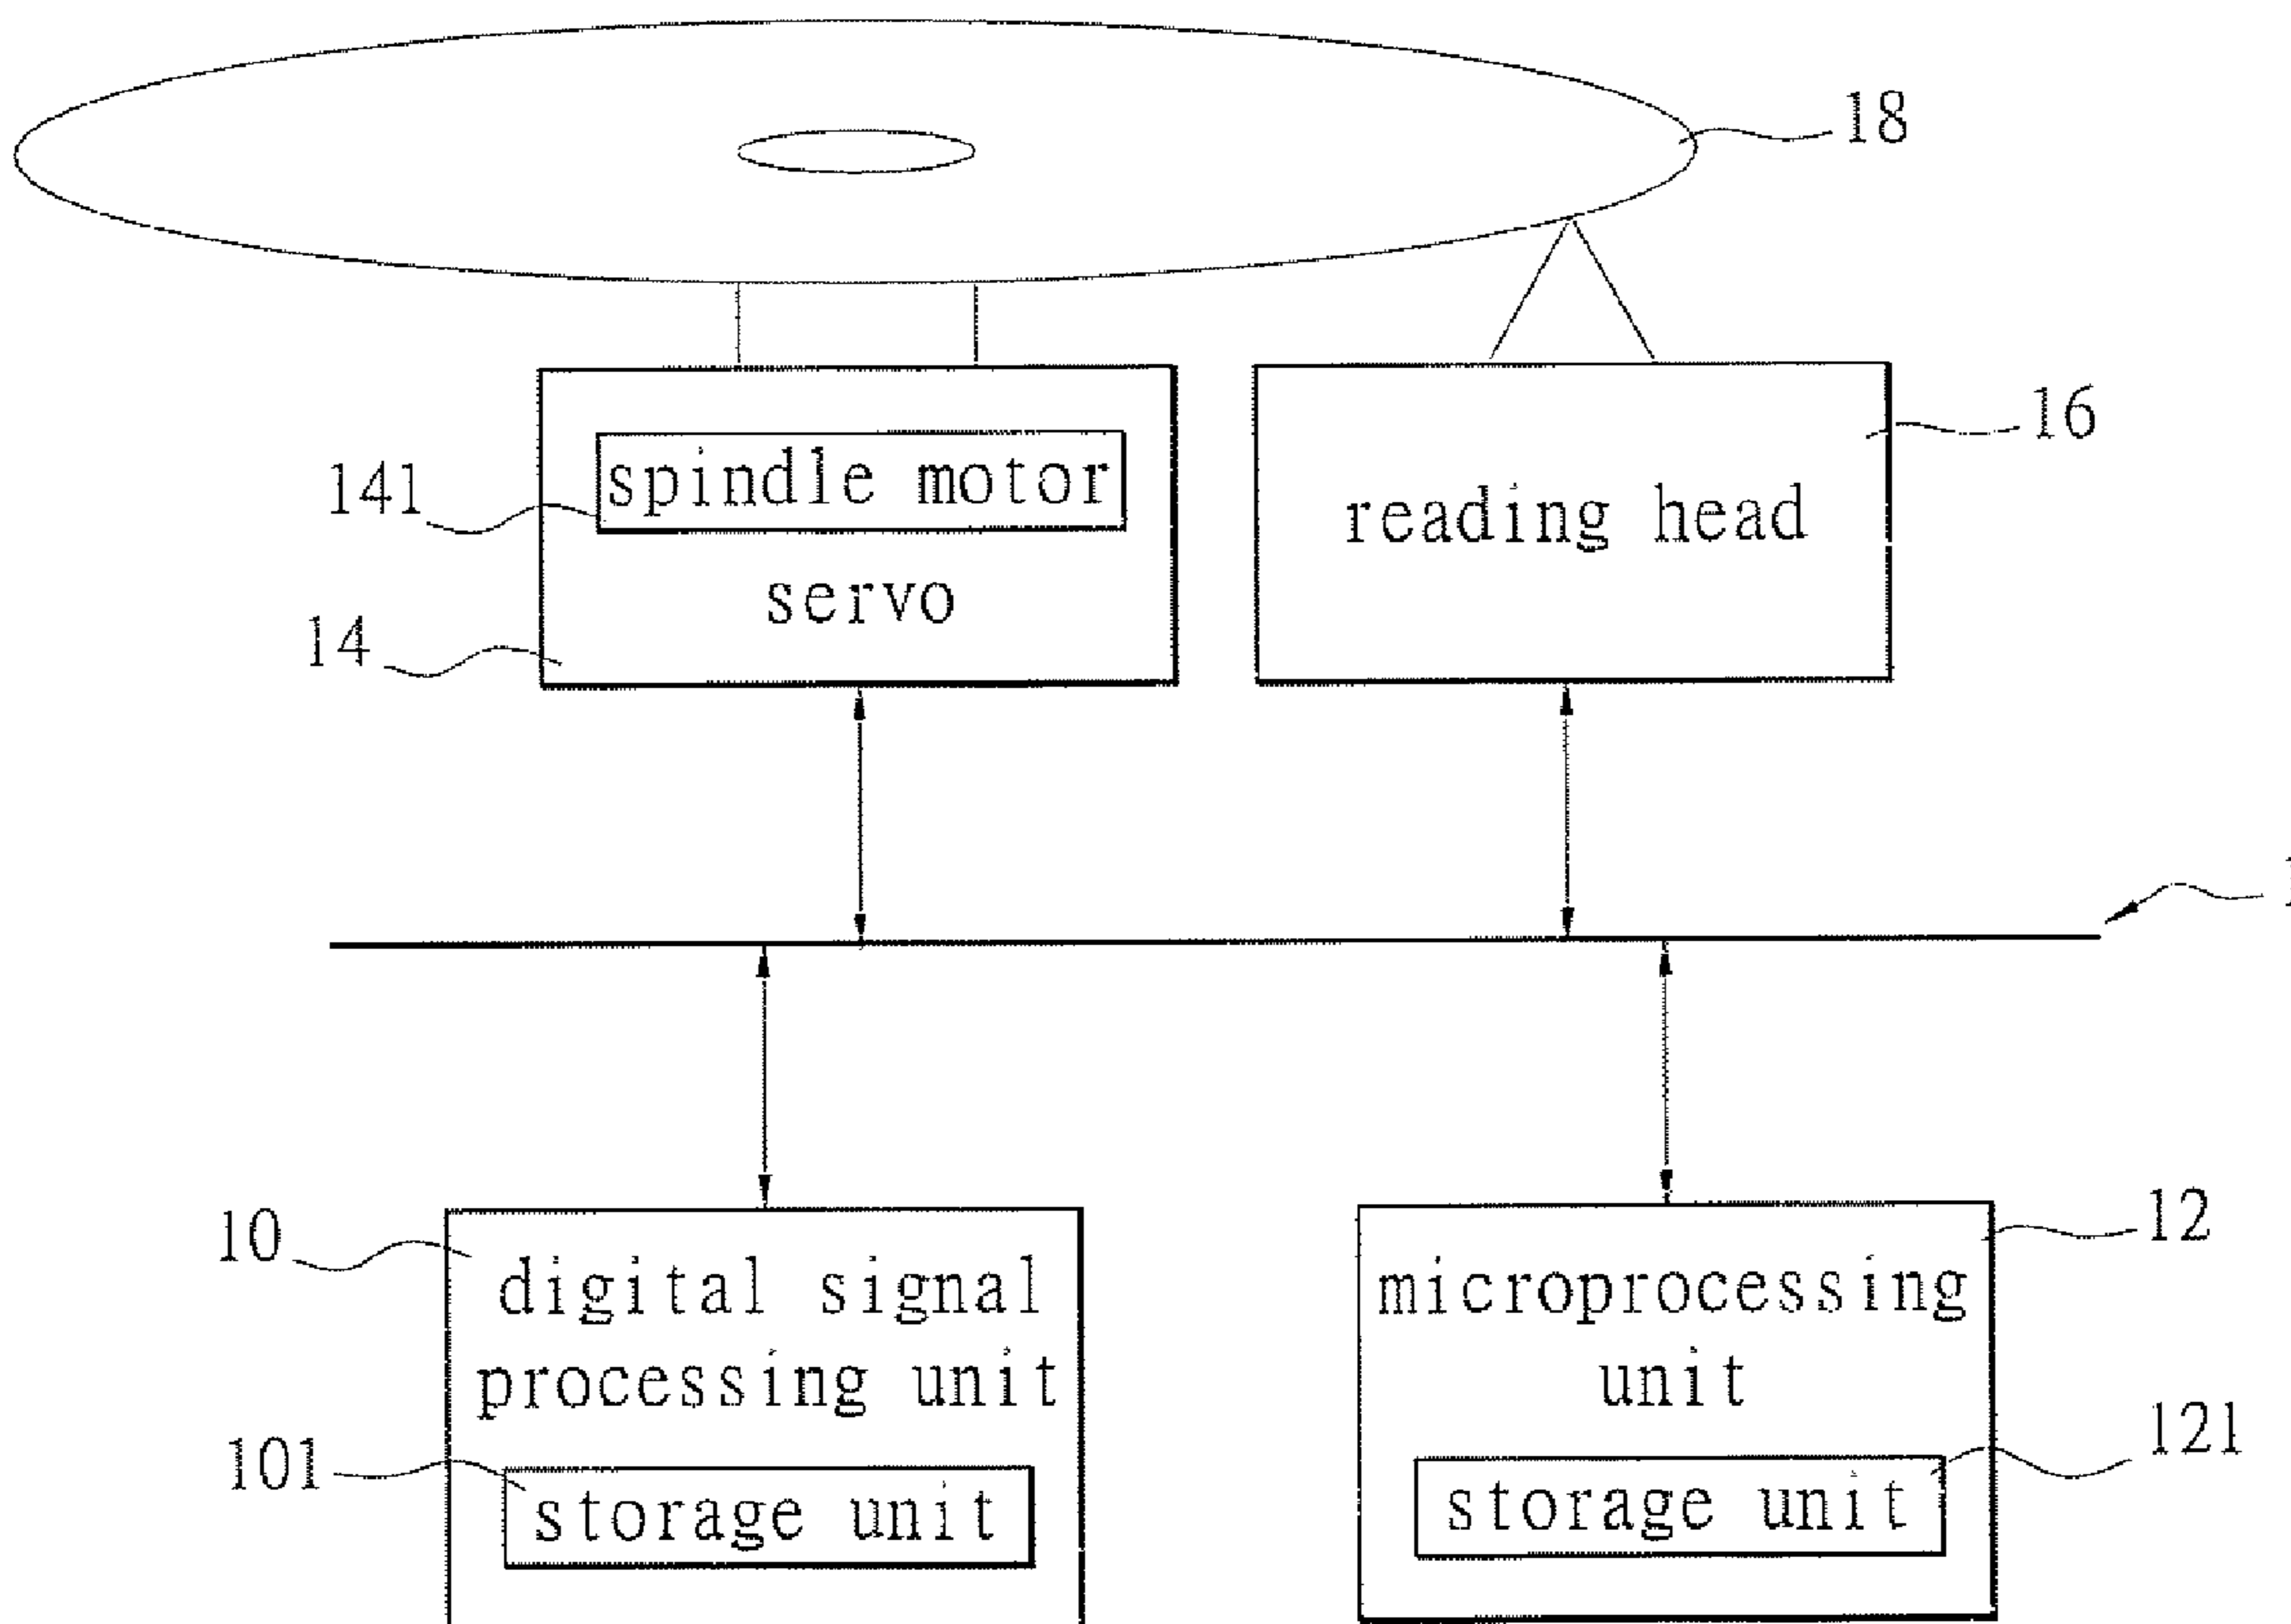 18
16
spindle motor
141
reading head
servo
14
1
10
12
digital signal
processing unit
microprocessing
unit
101
121
storage unit
storage unit